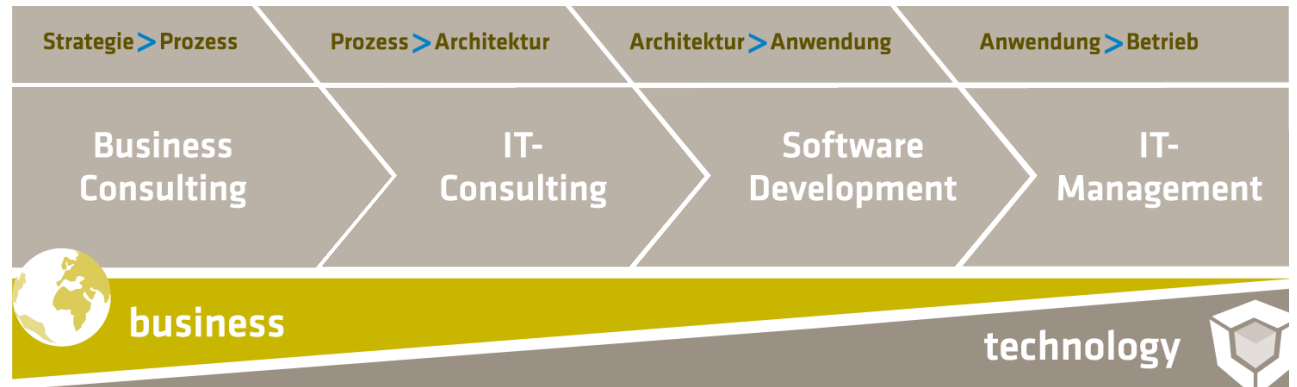 Strategie>Prozess
Prozess>Architektur
Architektur>Anwendung
Anwendung>Betrieb
Business
Consulting
IT-
Consulting
Software
Development
IT-
Management
business
technology